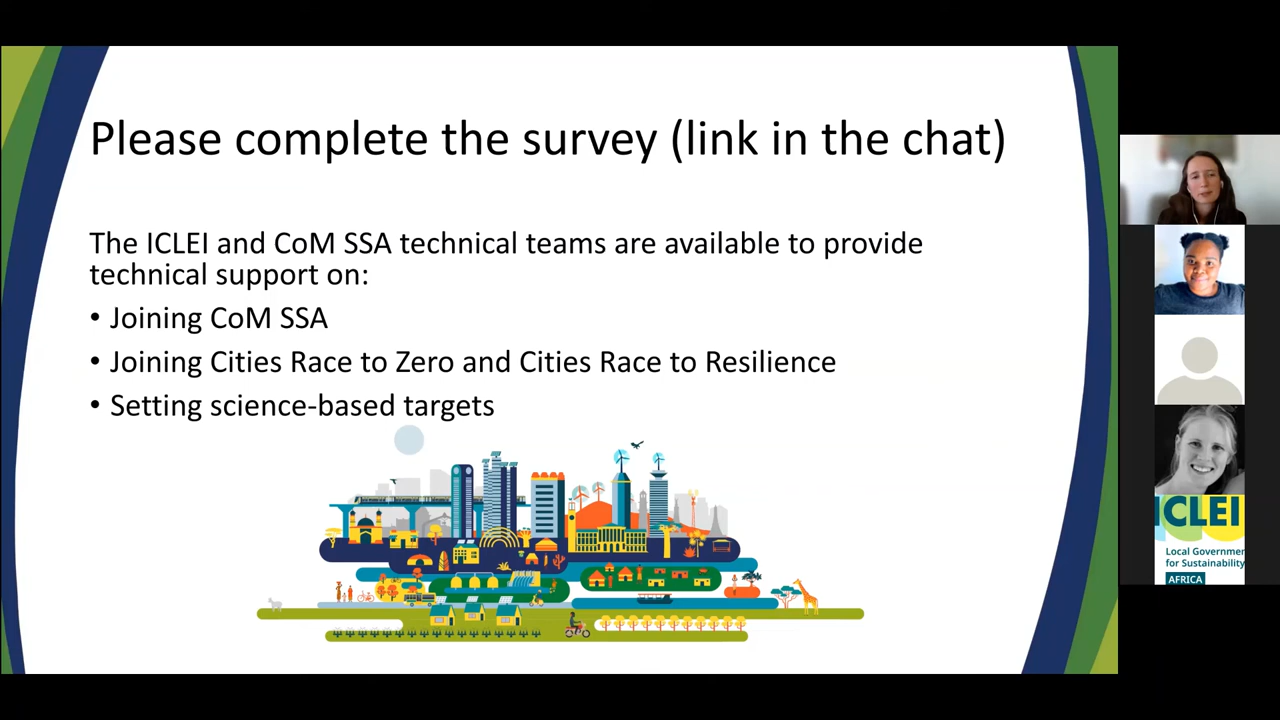 Please complete the survey (link in the chat)
The ICLEI and CoM SSA technical teams are available to provide
technical support on:
• Joining CoM SSA
• Joining Cities Race to Zero and Cities Race to Resilience
• Setting science-based targets
ICLEI
Local Governmen
for Sustainability
AFRICA